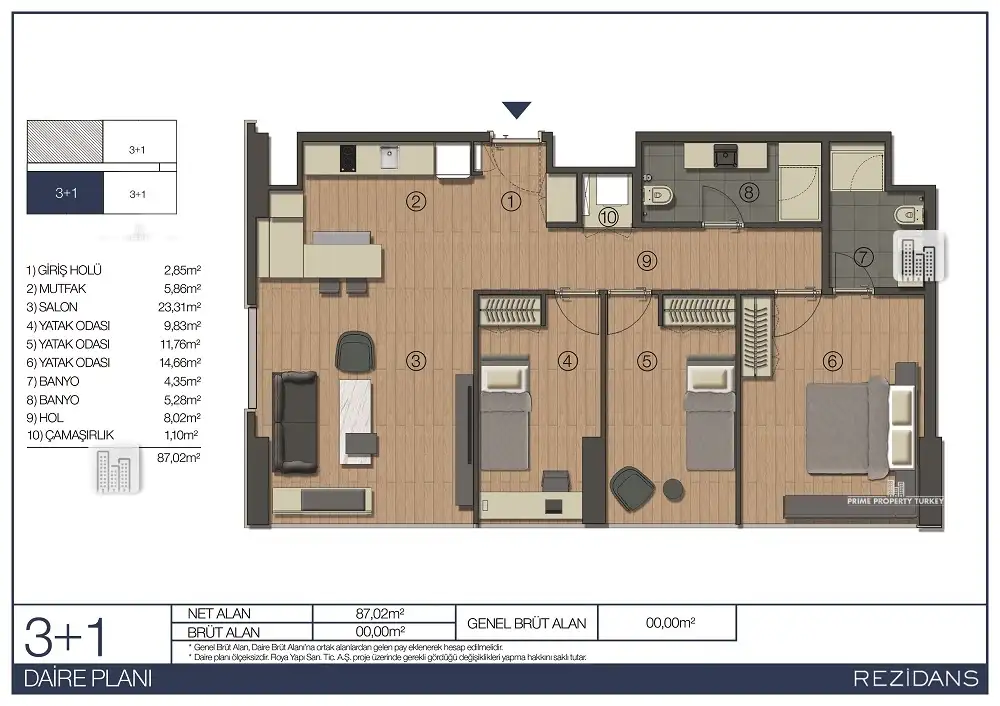 3+1
3+1
3+1
1) GİRİŞ HOLÜ 2,85m²
2) MUTFAK 5,86m²
3) SALON 23,31m²
4) YATAK ODASI 9,83m²
5) YATAK ODASI 11,76m²
6) YATAK ODASI 14,66m²
7) BANYO 4,35m²
8) BANYO 5,28m²
9) HOL 8,02m²
10) ÇAMAŞIRLIK 1,10m²
87,02m²
2
1
10
8
9
7
3
4
5
6
PRIME PROPERTY TURKEY
3+1
NET ALAN 87,02m²
BRÜT ALAN 00,00m²
GENEL BRÜT ALAN 00,00m²
* Genel Brüt Alan, Daire Brüt Alanı'na ortak alanlardan gelen pay eklenerek hesap edilmelidir.
* Daire planı ölçeksizdir. Roya Yapı San. Tic. A.Ş. proje üzerinde gerekli gördüğü değişiklikleri yapma hakkını saklı tutar.
DAİRE PLANI
REZİDANS